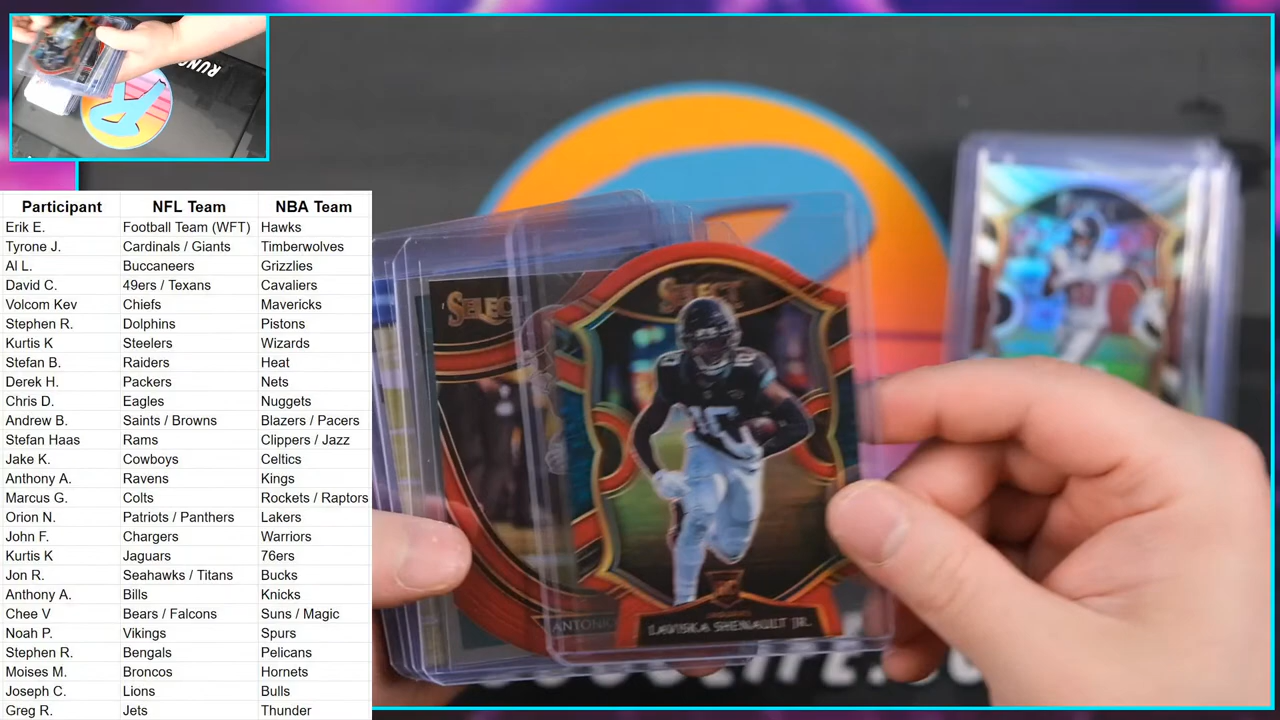 RUNG
Participant NFL Team NBA Team
Erik E. Football Team (WFT) Hawks
Tyrone J. Cardinals / Giants Timberwolves
Al L. Buccaneers Grizzlies
David C. 49ers / Texans Cavaliers
Volcom Kev Chiefs Mavericks
Stephen R. Dolphins Pistons
Kurtis K Steelers Wizards
Stefan B. Raiders Heat
Derek H. Packers Nets
Chris D. Eagles Nuggets
Andrew B. Saints / Browns Blazers / Pacers
Stefan Haas Rams Clippers / Jazz
Jake K. Cowboys Celtics
Anthony A. Ravens Kings
Marcus G. Colts Rockets / Raptors
Orion N. Patriots / Panthers Lakers
John F. Chargers Warriors
Kurtis K Jaguars 76ers
Jon R. Seahawks / Titans Bucks
Anthony A. Bills Knicks
Chee V Bears / Falcons Suns / Magic
Noah P. Vikings Spurs
Stephen R. Bengals Pelicans
Moises M. Broncos Hornets
Joseph C. Lions Bulls
Greg R. Jets Thunder
SELECT
SELECT
ANTONIO
LAVISKA SHENAULT JR.